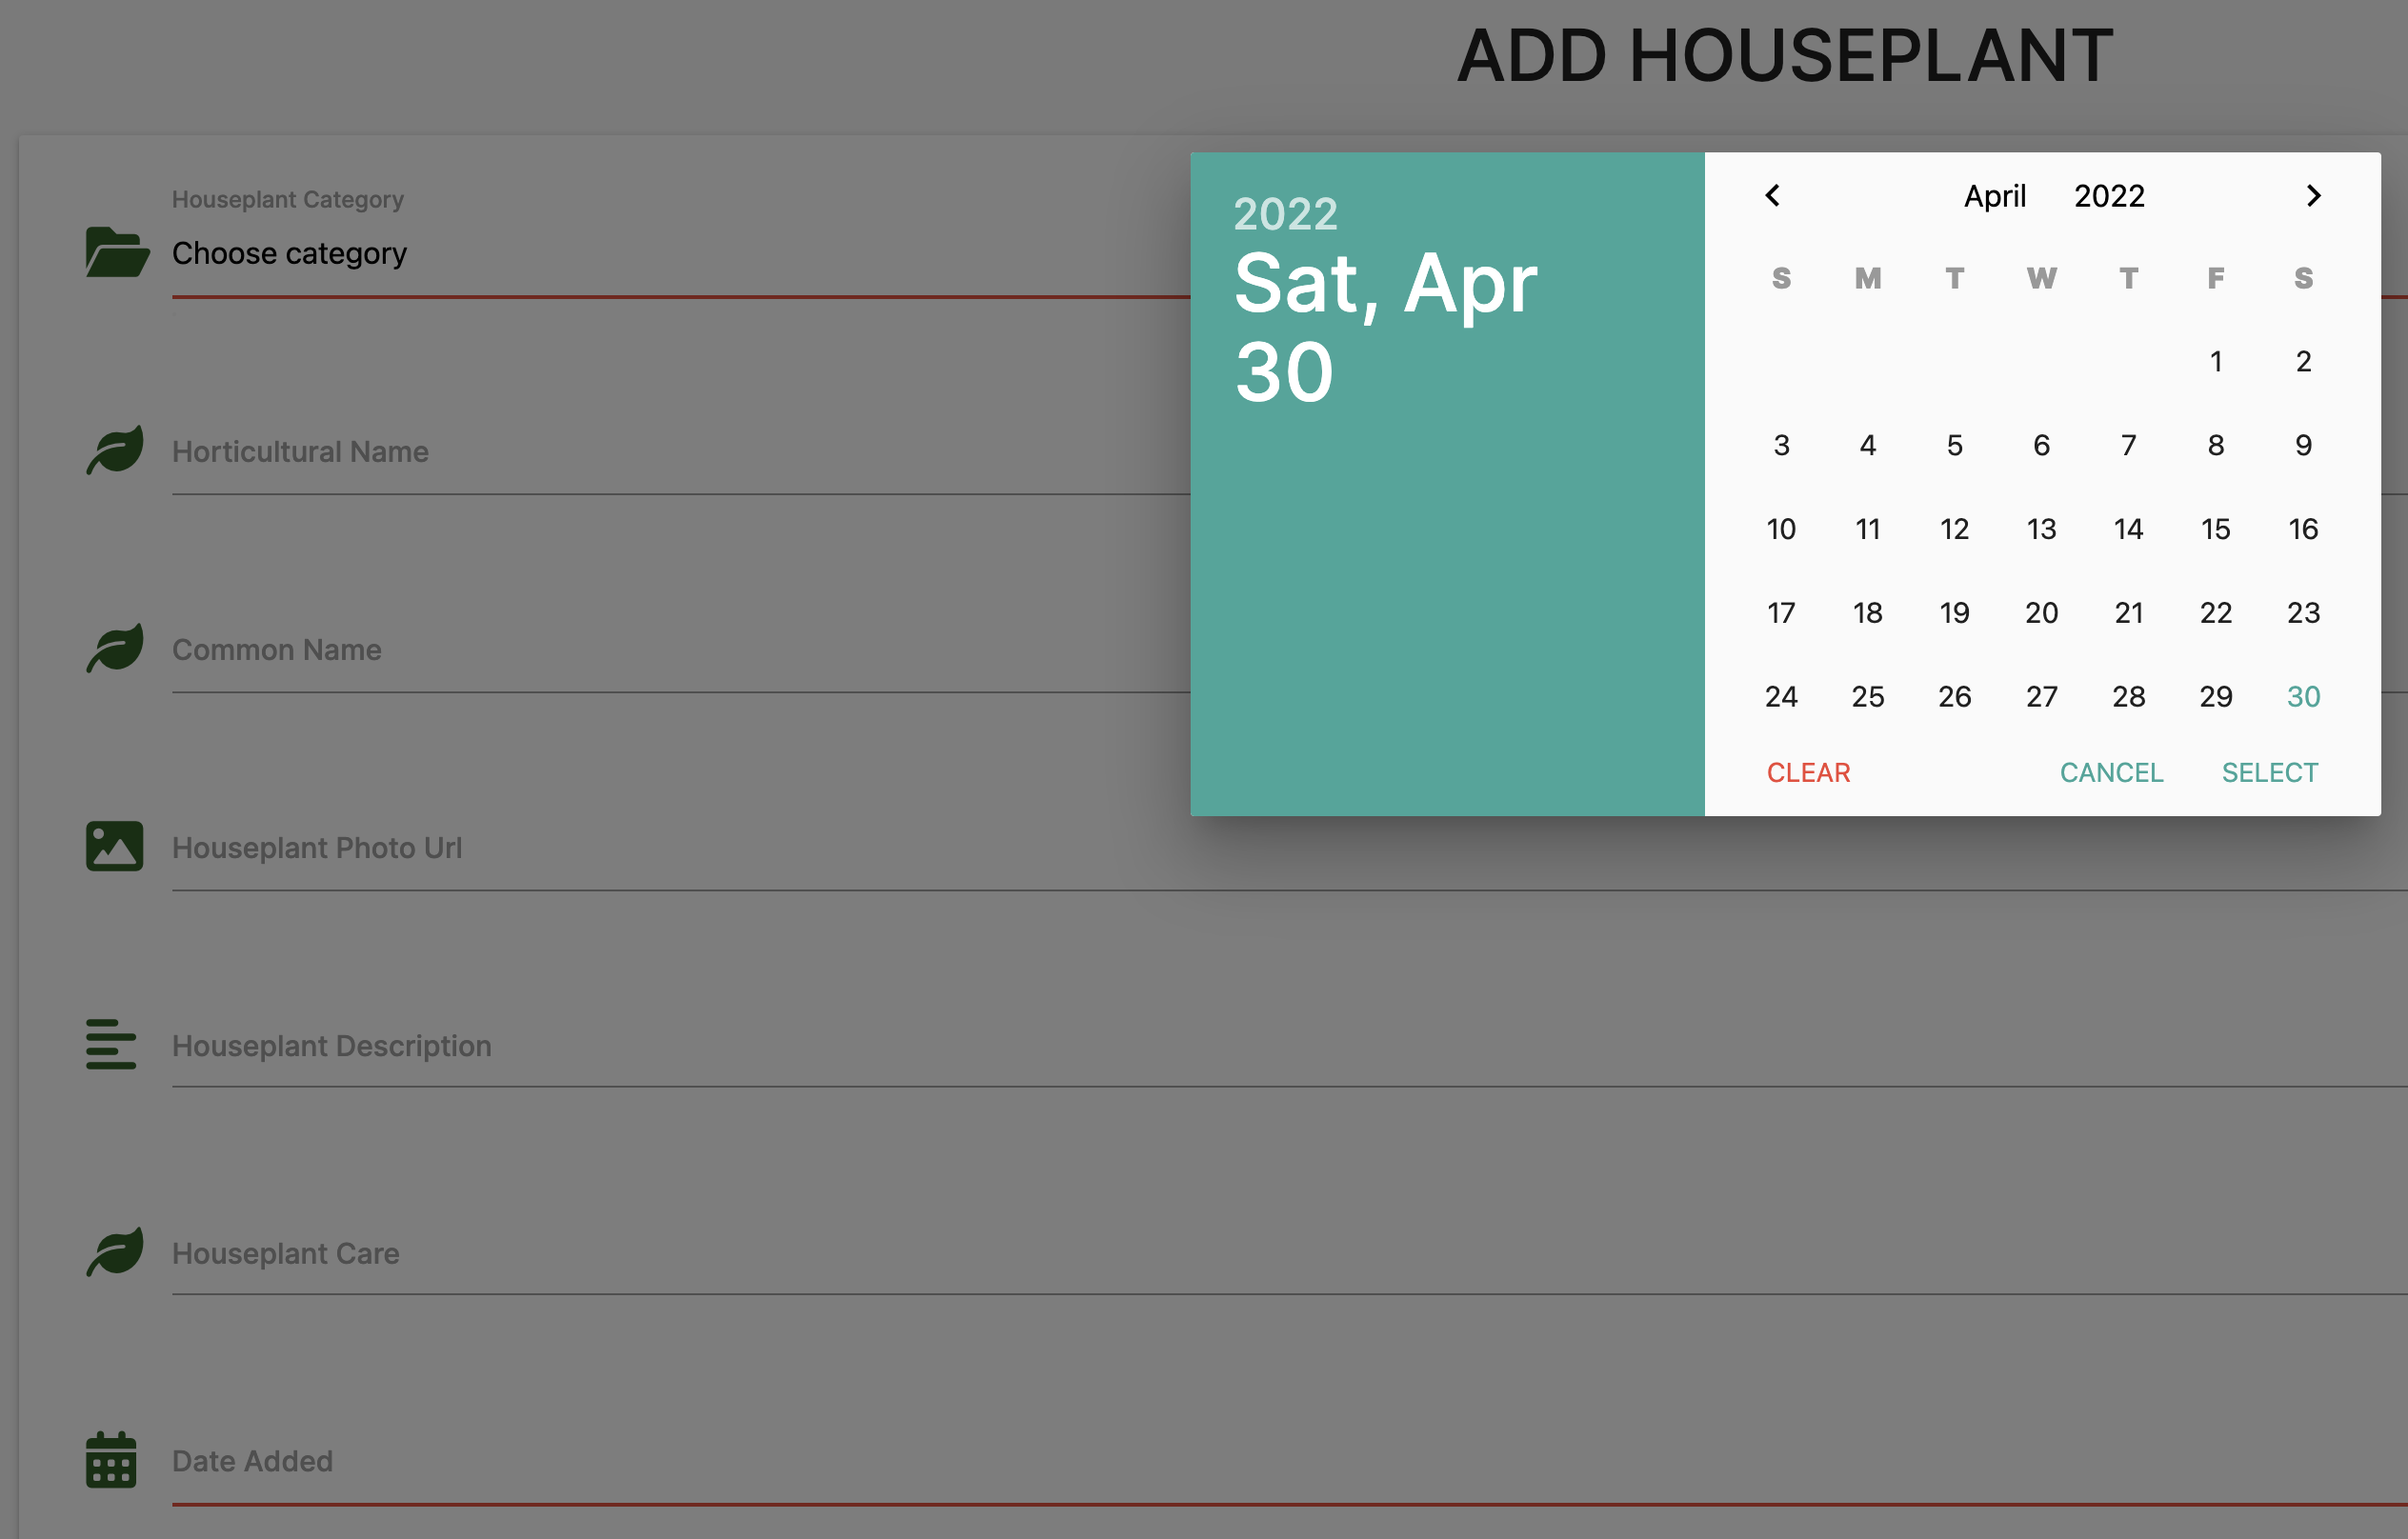 ADD HOUSEPLANT
Houseplant Category
Choose category
Horticultural Name
Common Name
Houseplant Photo Url
Houseplant Description
Houseplant Care
Date Added
2022
Sat, Apr
30
April 2022
S M T W T F S
1 2
3 4 5 6 7 8 9
10 11 12 13 14 15 16
17 18 19 20 21 22 23
24 25 26 27 28 29 30
CLEAR CANCEL SELECT